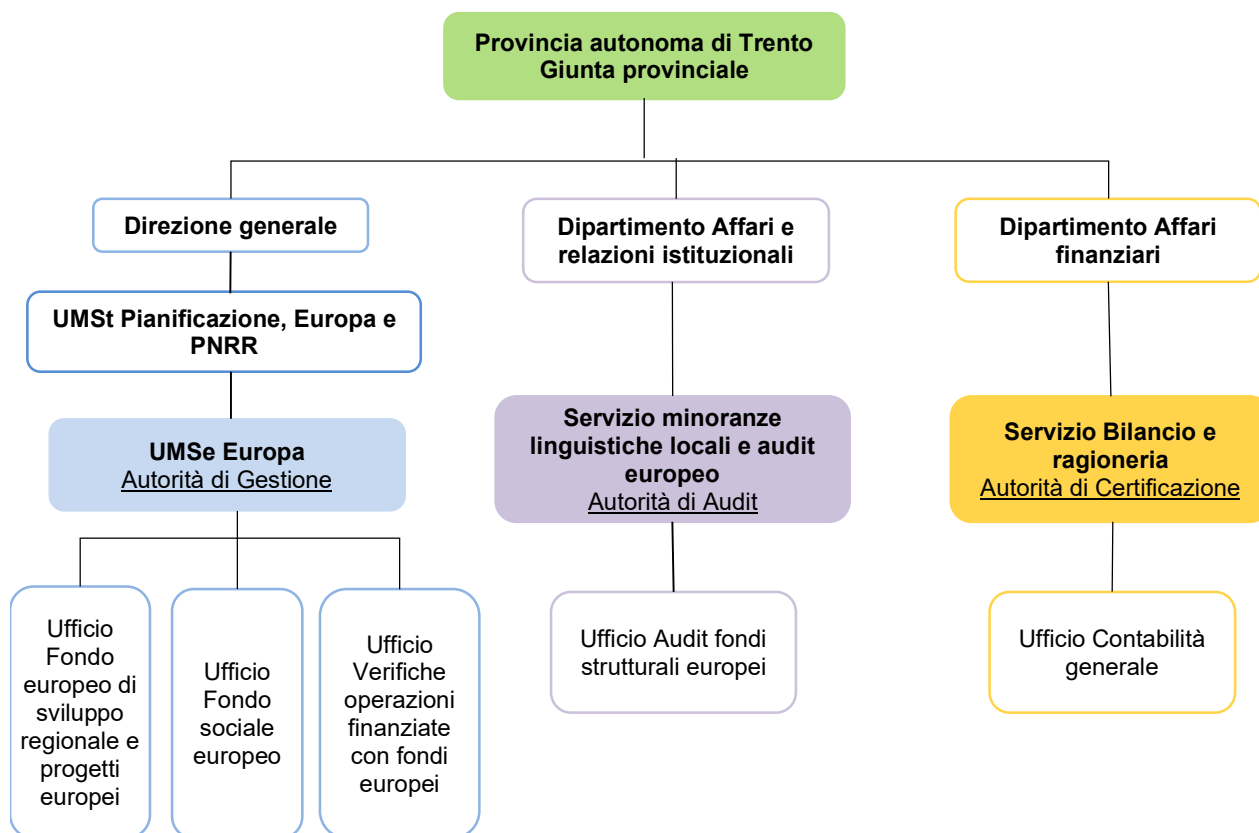 Provincia autonoma di Trento
Giunta provinciale
Direzione generale
Dipartimento Affari e
relazioni istituzionali
Dipartimento Affari
finanziari
UMSt Pianificazione, Europa e
PNRR
UMSe Europa
Autorità di Gestione
Servizio minoranze
linguistiche locali e audit
europeo
Autorità di Audit
Servizio Bilancio e
ragioneria
Autorità di Certificazione
Ufficio
Fondo
europeo di
sviluppo
regionale e
progetti
europei
Ufficio
Fondo
sociale
europeo
Ufficio
Verifiche
operazioni
finanziate
con fondi
europei
Ufficio Audit fondi
strutturali europei
Ufficio Contabilità
generale